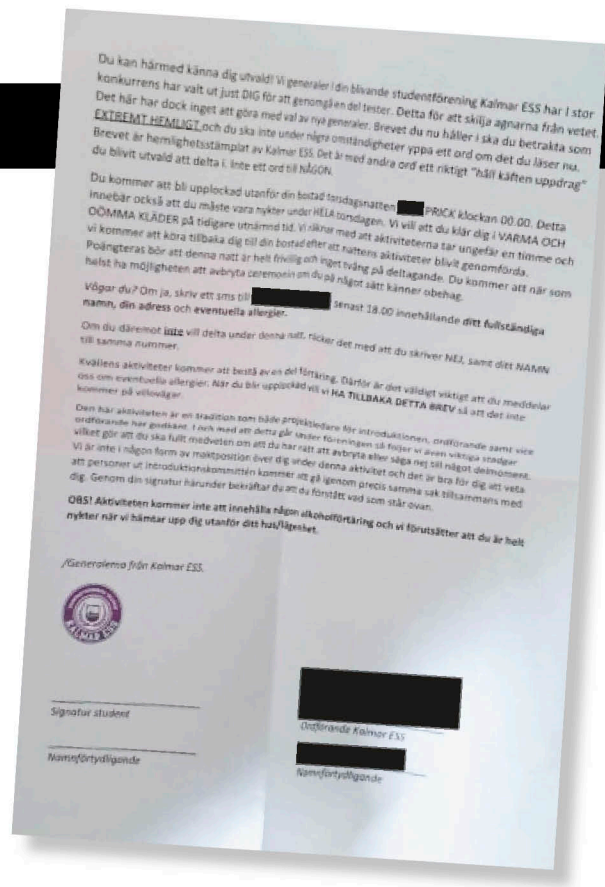 Du kan härmed känna dig utvald! Vi generaler i din blivande studentförening Kalmar ESS har i stor
konkurrens har valt ut just DIG för att genomgå en del tester. Detta för att skilja agnarna från vetet.
Det här har dock inget att göra med val av nya generaler. Brevet du nu håller i ska du betrakta som
EXTREMT HEMLIGT och du ska inte under några omständigheter yppa ett ord om det du läser nu.
Brevet är hemlighetsstämplat av Kalmar ESS. Det är med andra ord ett riktigt "håll käften uppdrag"
du blivit utvald att delta i. Inte ett ord till NÅGON.
Du kommer att bli upplockad utanför din bostad torsdagsnatten PRICK klockan 00.00. Detta
innebär också att du måste vara nykter under HELA torsdagen. Vi vill att du klär dig i VARMA OCH
OÖMMA KLÄDER på tidigare utnämnd tid. Vi räknar med att aktiviteterna tar ungefär en timme och
vi kommer att köra tillbaka dig till din bostad efter att nattens aktiviteter blivit genomförda.
Poängteras bör att denna natt är helt frivillig och inget tvång på deltagande. Du kommer att när som
helst ha möjligheten att avbryta ceremonin om du på något sätt känner obehag.
Vågar du? Om ja, skriv ett sms till senast 18.00 innehållande ditt fullständiga
namn, din adress och eventuella allergier.
Om du däremot inte vill delta under denna natt, räcker det med att du skriver NEJ, samt ditt NAMN
till samma nummer.
Kvällens aktiviteter kommer att bestå av en del förtäring. Därför är det väldigt viktigt att du meddelar
oss om eventuella allergier. När du blir upplockad vill vi HA TILLBAKA DETTA BREV så att det inte
kommer på villovägar.
Den här aktiviteten är en tradition som både projektledare för introduktionen, ordförande samt vice
ordförande har godkänt. I och med att detta går under föreningen så följer vi även viktiga stadgar
vilket gör att du ska fullt medveten om att du har rätt att avbryta eller säga nej till något delmoment.
Vi är inte i någon form av maktposition över dig under denna aktivitet och det är bra för dig att veta
att personer ut introduktionskommittén kommer att gå igenom precis samma sak tillsammans med
dig. Genom din signatur härunder bekräftar du att du förstått vad som står ovan.
OBS! Aktiviteten kommer inte att innehålla någon alkoholförtäring och vi förutsätter att du är helt
nykter när vi hämtar upp dig utanför ditt hus/lägenhet.
/Generalerna från Kalmar ESS.
KALMAR ESS
Signatur student
Ordförande Kalmar ESS
Namnförtydligande
Namnförtydligande